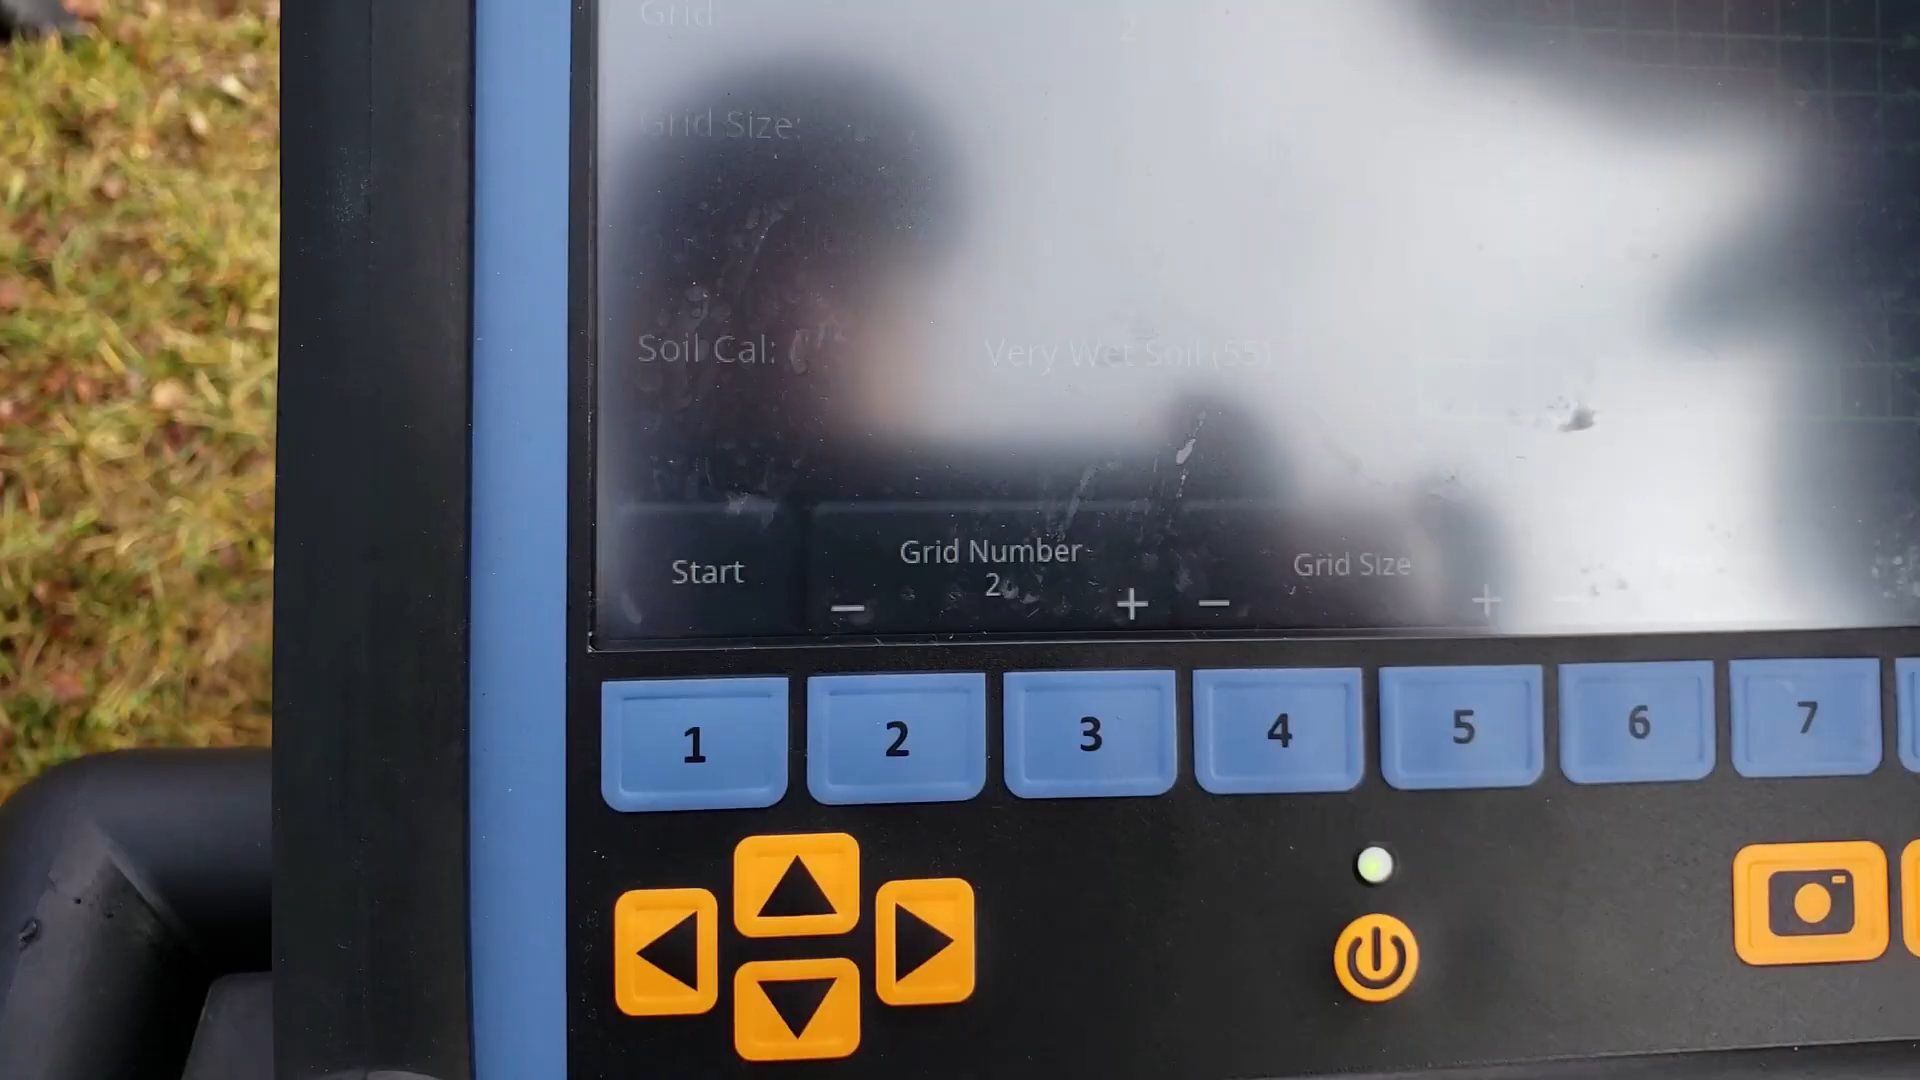 Grid:
2
Grid Size:
Soil Cal: Very Wet Soil (55)
Start
Grid Number
2
− +
Grid Size
− +
1 2 3 4 5 6 7